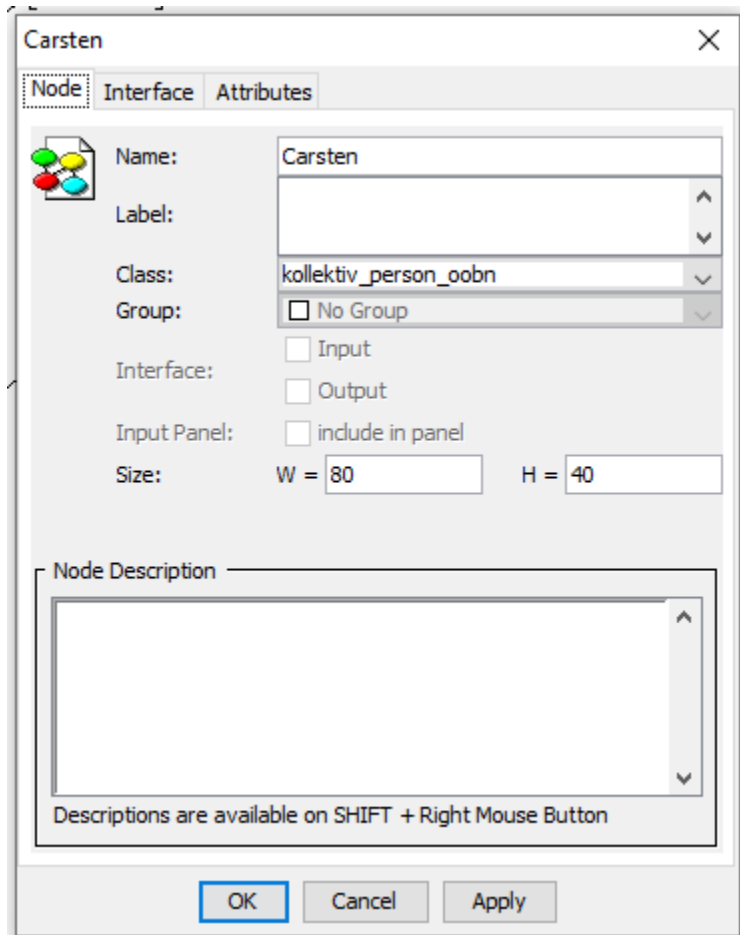 Carsten
Node Interface Attributes
Name: Carsten
Label:
Class: kollektiv_person_oobn
Group: No Group
Interface: Input
Output
Input Panel: include in panel
Size: W = 80 H = 40
Node Description
Descriptions are available on SHIFT + Right Mouse Button
OK Cancel Apply